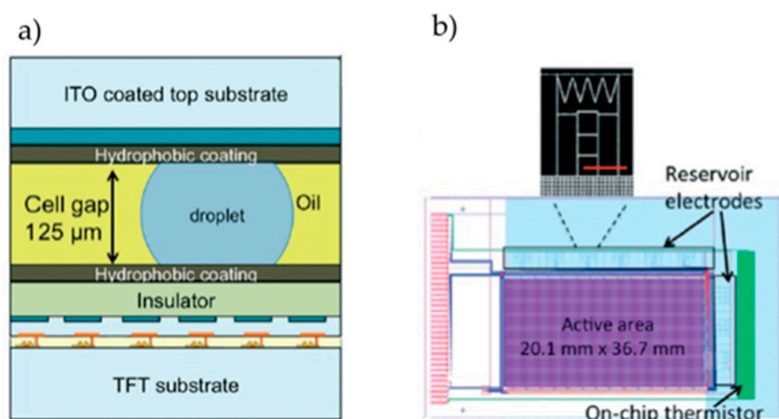 a)
ITO coated top substrate
Hydrophobic coating
Cell gap
125 µm
droplet
Oil
Hydrophobic coating
Insulator
TFT substrate
b)
Reservoir
electrodes
Active area
20.1 mm x 36.7 mm
On-chip thermistor